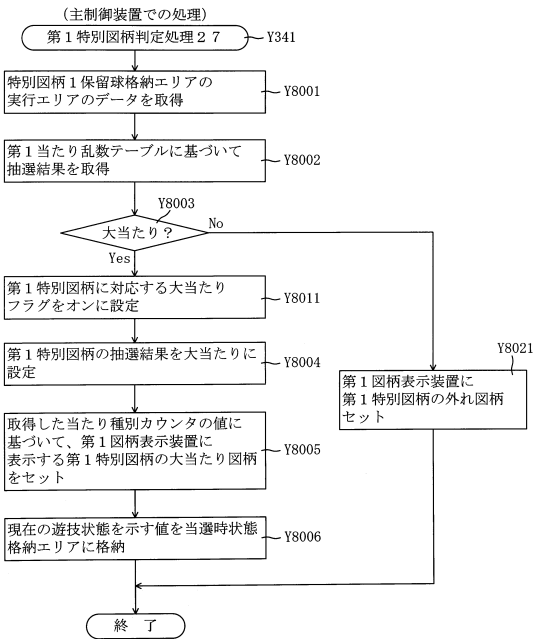 （主制御装置での処理）
第１特別図柄判定処理２７
Y341
特別図柄１保留球格納エリアの
実行エリアのデータを取得
Y8001
第１当たり乱数テーブルに基づいて
抽選結果を取得
Y8002
Y8003
大当たり？
No
Yes
第１特別図柄に対応する大当たり
フラグをオンに設定
Y8011
第１特別図柄の抽選結果を大当たりに
設定
Y8004
Y8021
第１図柄表示装置に
第１特別図柄の外れ図柄
セット
取得した当たり種別カウンタの値に
基づいて、第１図柄表示装置に
表示する第１特別図柄の大当たり図柄
をセット
Y8005
現在の遊技状態を示す値を当選時状態
格納エリアに格納
Y8006
終　了